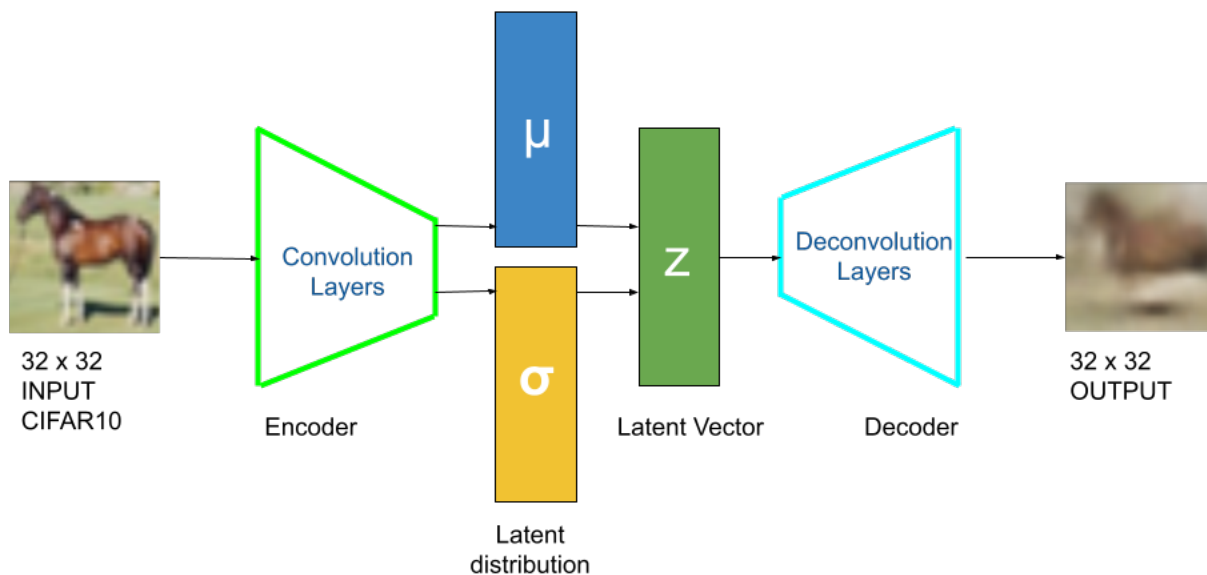 μ
Convolution
Layers
Deconvolution
Layers
z
σ
32 x 32
INPUT
CIFAR10
Encoder
Latent Vector
Decoder
32 x 32
OUTPUT
Latent
distribution